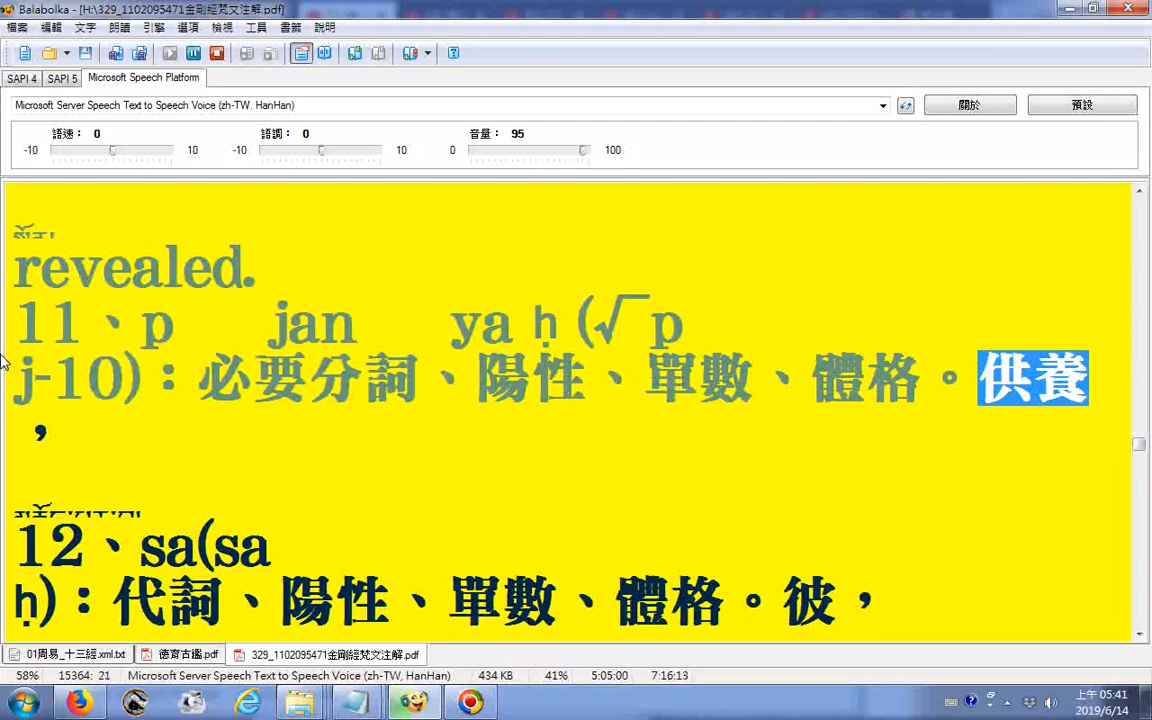 Balabolka - [H:\329_1102095471金剛經梵文注解.pdf]
檔案 編輯 文字 朗讀 引擎 選項 檢視 工具 書籤 說明
SAPI 4 SAPI 5 Microsoft Speech Platform
Microsoft Server Speech Text to Speech Voice (zh-TW, HanHan) 關於 預設
語速： 0 語調： 0 音量： 95
-10 10 -10 10 0 100
revealed.
11、p jan ya ḥ (√ p
j-10)：必要分詞、陽性、單數、體格。供養
，
12、sa(sa
ḥ)：代詞、陽性、單數、體格。彼，
01周易_十三經.xml.txt 德育古鑑.pdf 329_1102095471金剛經梵文注解.pdf
58% 15364: 21 Microsoft Server Speech Text to Speech Voice (zh-TW, HanHan) 434 KB 41% 5:05:00 7:16:13
上午 05:41
2019/6/14